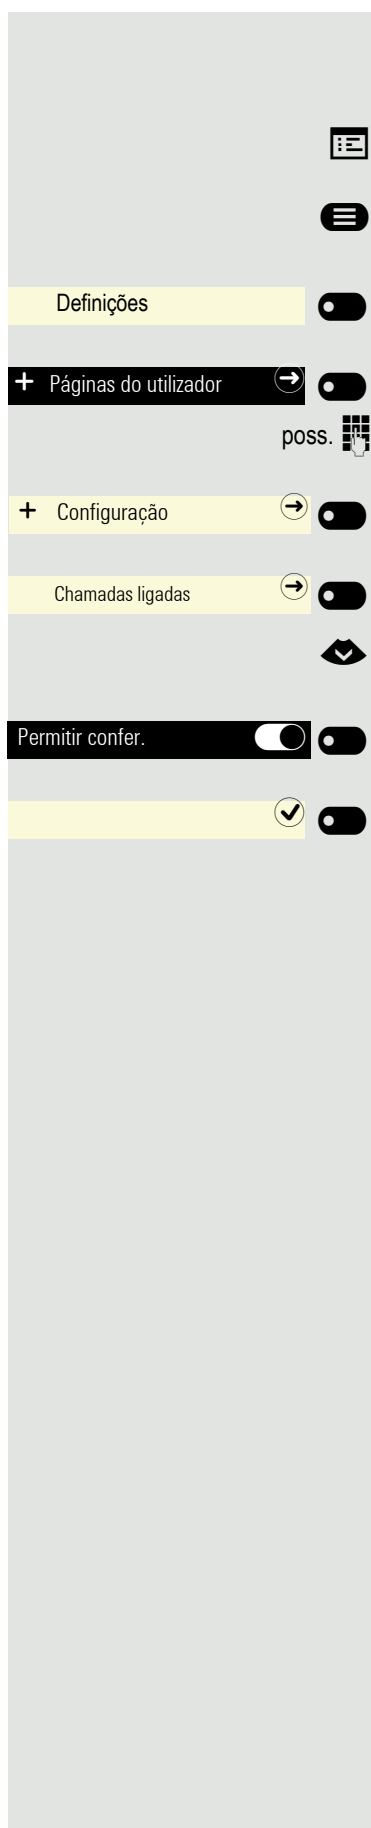 Definições
+ Páginas do utilizador
poss.
+ Configuração
Chamadas ligadas
Permitir confer.